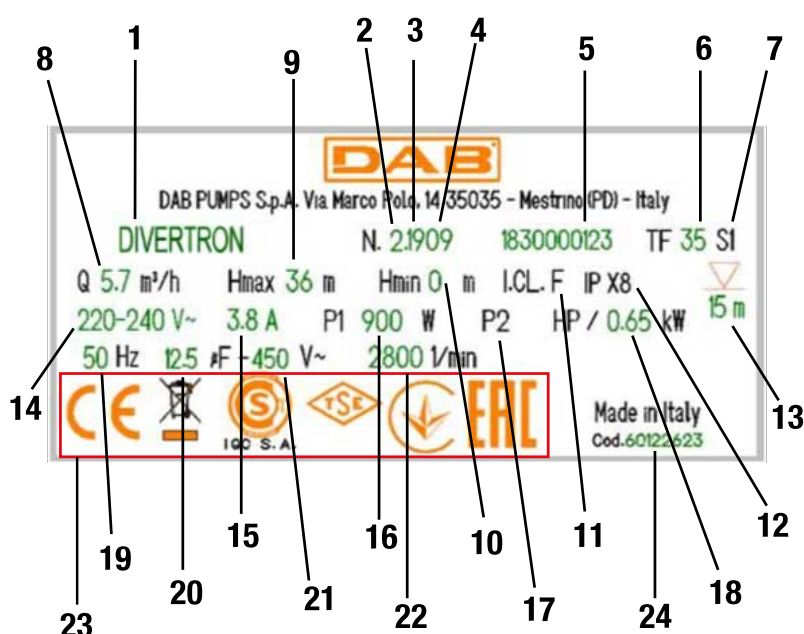 1 2 3 4 5 6 7
8 9
DAB
DAB PUMPS S.p.A. Via Marco Polo, 14 35035 - Mestrino (PD) - Italy
DIVERTRON N. 2.1909 1830000123 TF 35 S1
Q 5.7 m³/h Hmax 36 m Hmin 0 m I.CL. F IP X8
15 m
220-240 V~ 3.8 A P1 900 W P2 HP / 0.65 kW
50 Hz 12.5 µF - 450 V~ 2800 1/min
CE S TSE EAC
IQC S.A.
Made in Italy
Cod. 60122623
14 13
19 20 15 21 16 22 10 17 11 18 12
23 24